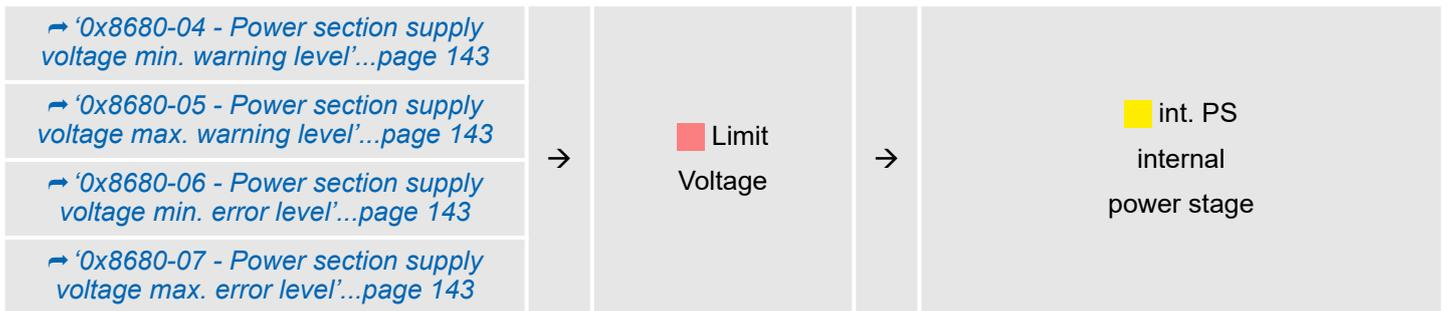 ➦ ‘0x8680-04 - Power section supply
voltage min. warning level’...page 143
➦ ‘0x8680-05 - Power section supply
voltage max. warning level’...page 143
➦ ‘0x8680-06 - Power section supply
voltage min. error level’...page 143
➦ ‘0x8680-07 - Power section supply
voltage max. error level’...page 143
→
Limit
Voltage
→
int. PS
internal
power stage